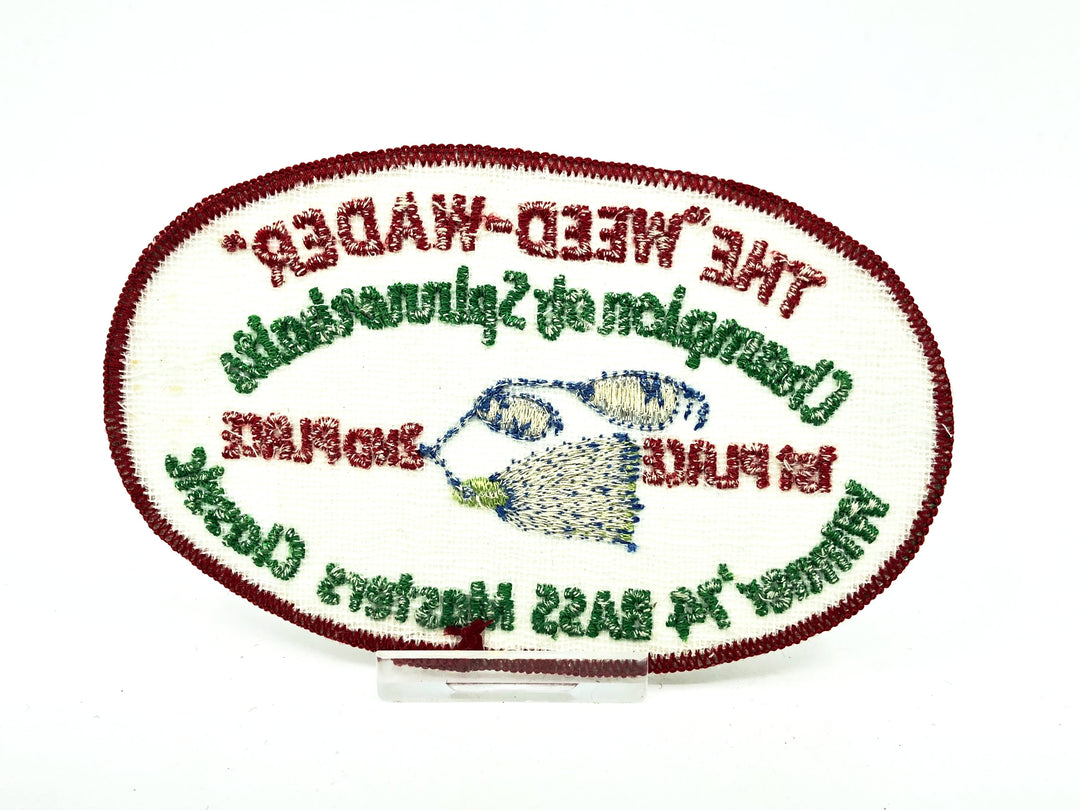 THE "WEED-WADER"
Champion of Spinnerbaits
1st PLACE
2ND PLACE
Winner '74 BASS Masters Classic